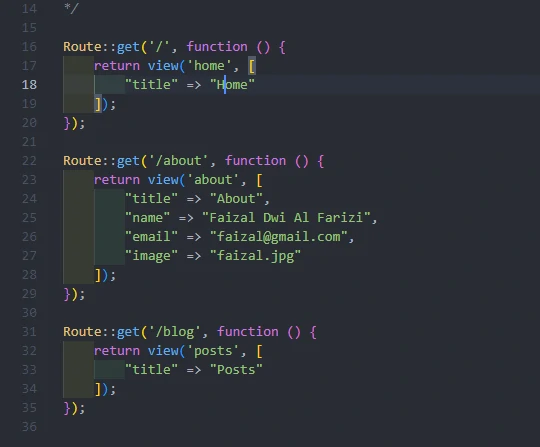 14 */
15
16 Route::get('/', function () {
17     return view('home', [
18         "title" => "Home"
19     ]);
20 });
21
22 Route::get('/about', function () {
23     return view('about', [
24         "title" => "About",
25         "name" => "Faizal Dwi Al Farizi",
26         "email" => "faizal@gmail.com",
27         "image" => "faizal.jpg"
28     ]);
29 });
30
31 Route::get('/blog', function () {
32     return view('posts', [
33         "title" => "Posts"
34     ]);
35 });
36